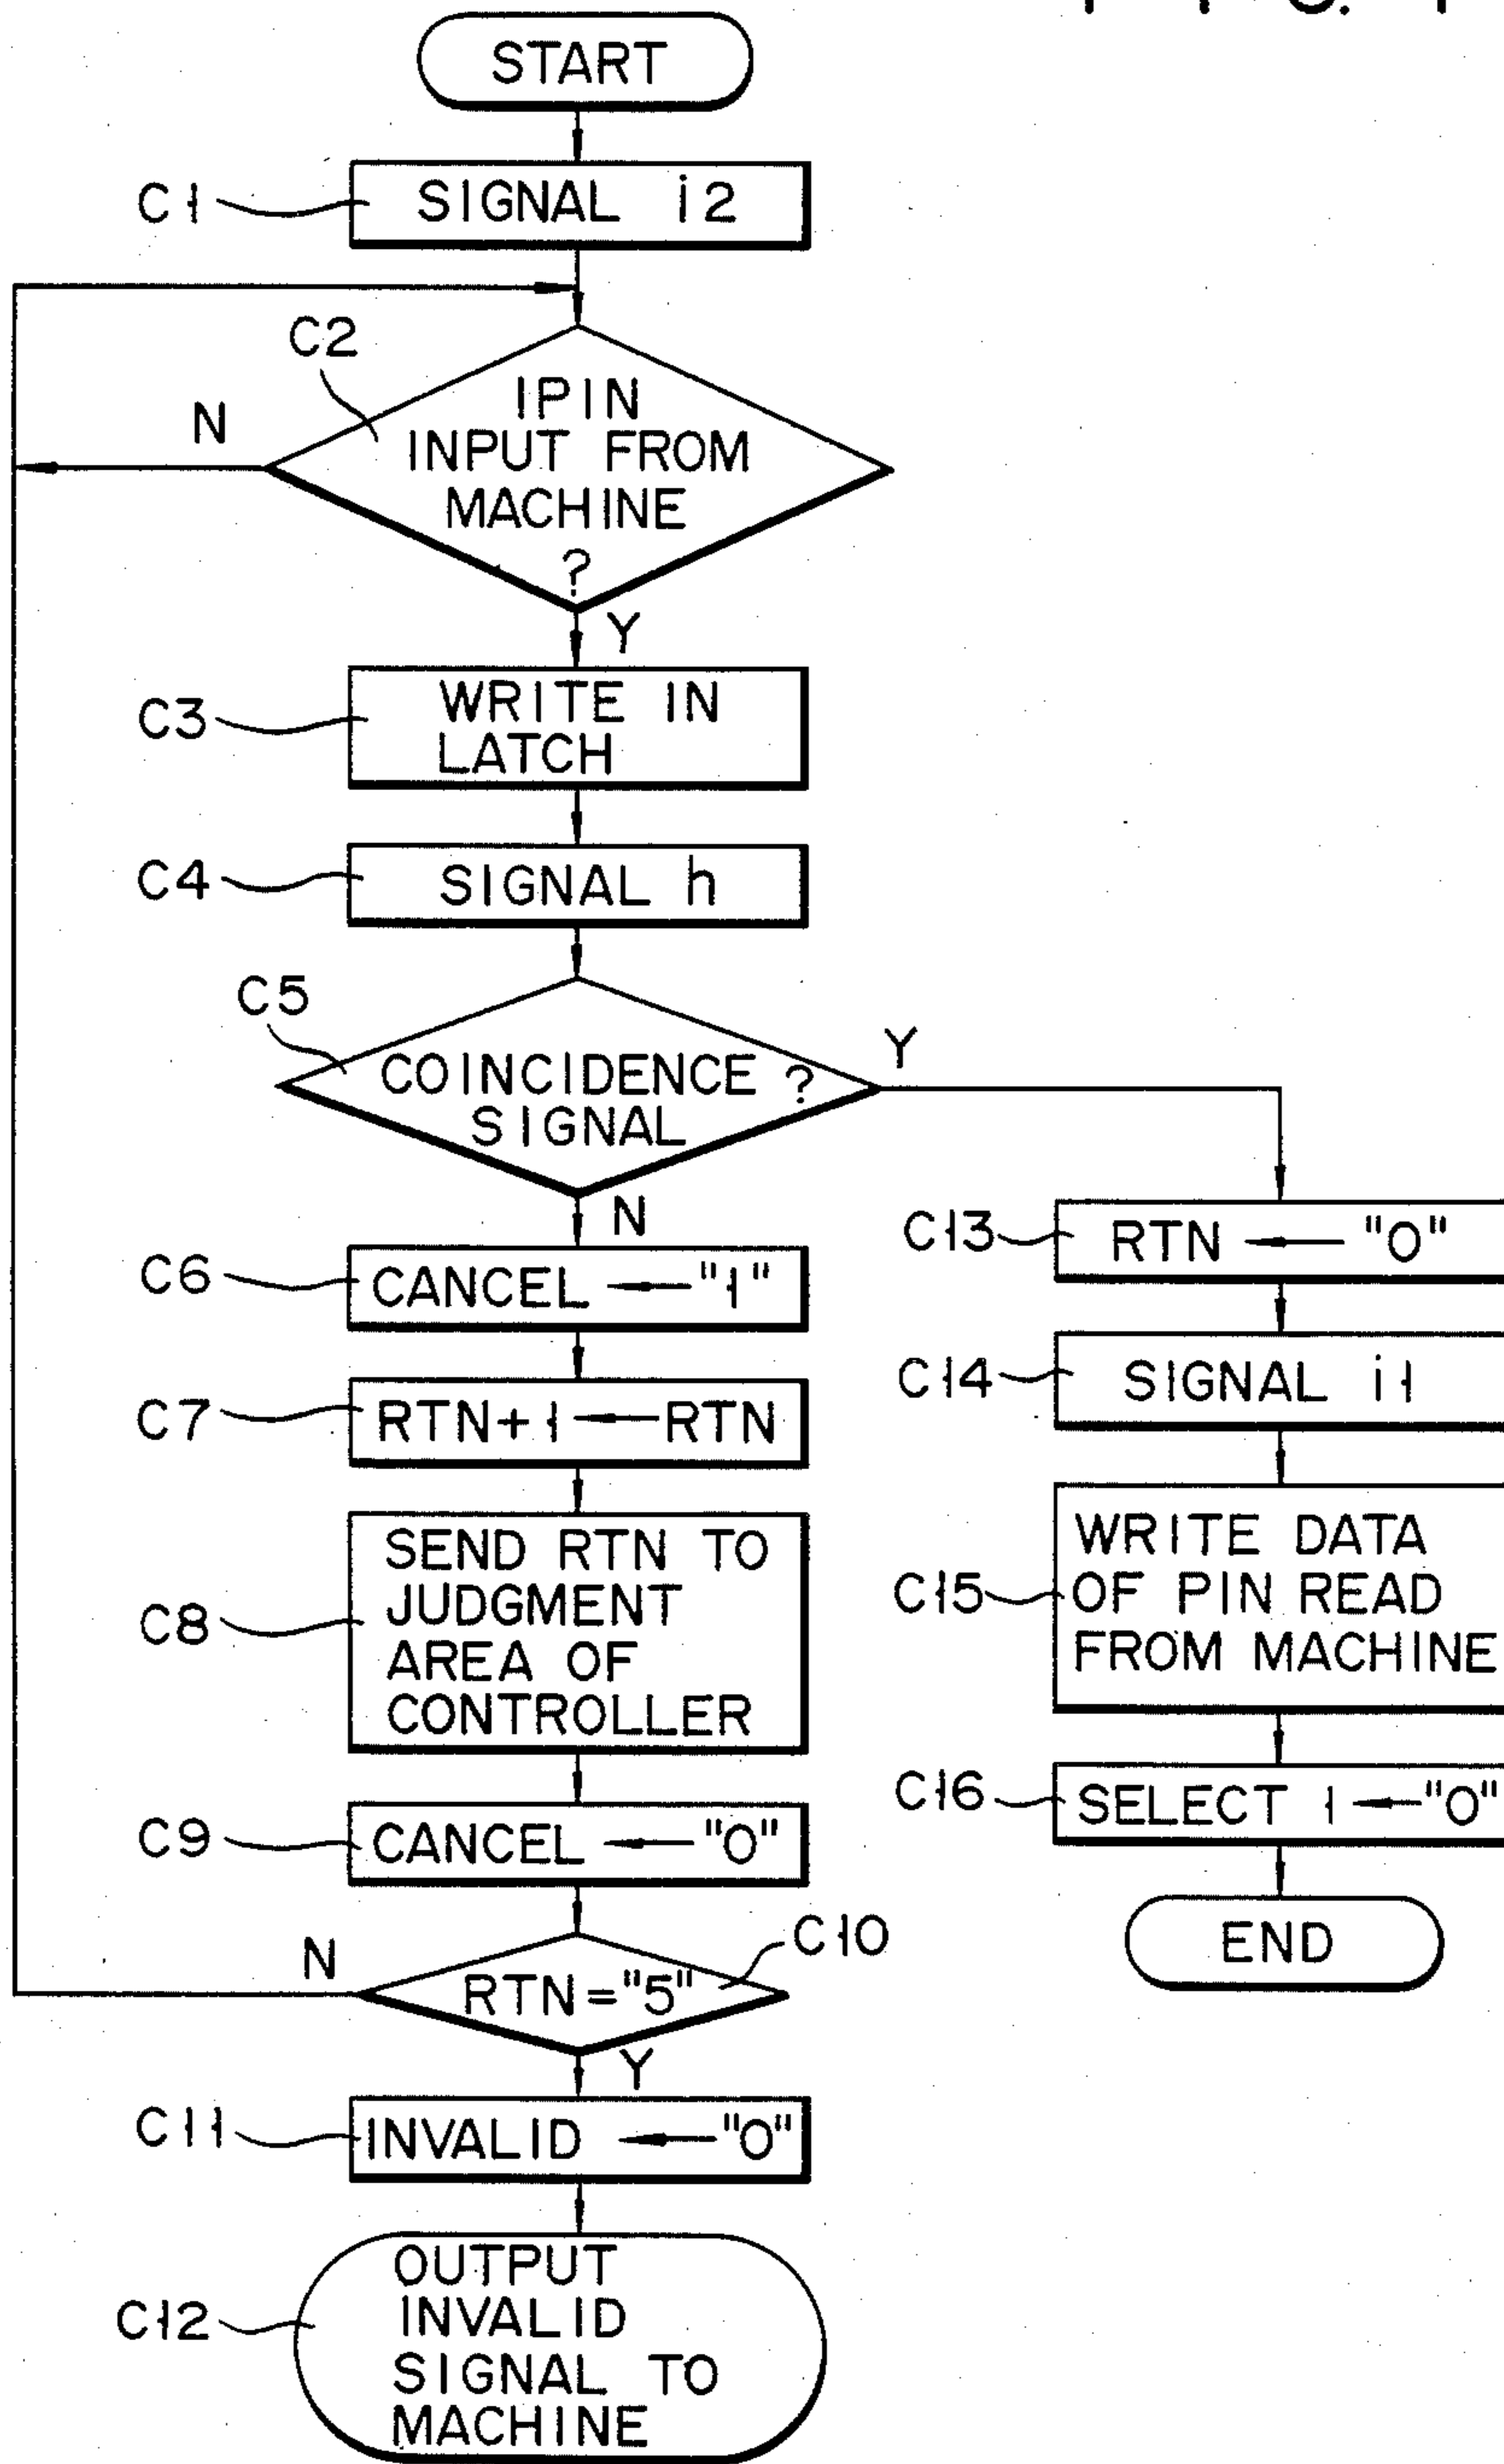 START
C1
SIGNAL i2
C2
IPIN
INPUT FROM
MACHINE
?
N
Y
C3
WRITE IN
LATCH
C4
SIGNAL h
C5
COINCIDENCE ?
SIGNAL
Y
N
C6
CANCEL ← "1"
C7
RTN+1 ← RTN
C8
SEND RTN TO
JUDGMENT
AREA OF
CONTROLLER
C9
CANCEL ← "0"
C10
RTN="5"
N
Y
C11
INVALID ← "0"
C12
OUTPUT
INVALID
SIGNAL TO
MACHINE
C13
RTN ← "0"
C14
SIGNAL i1
C15
WRITE DATA
OF PIN READ
FROM MACHINE
C16
SELECT 1 ← "0"
END